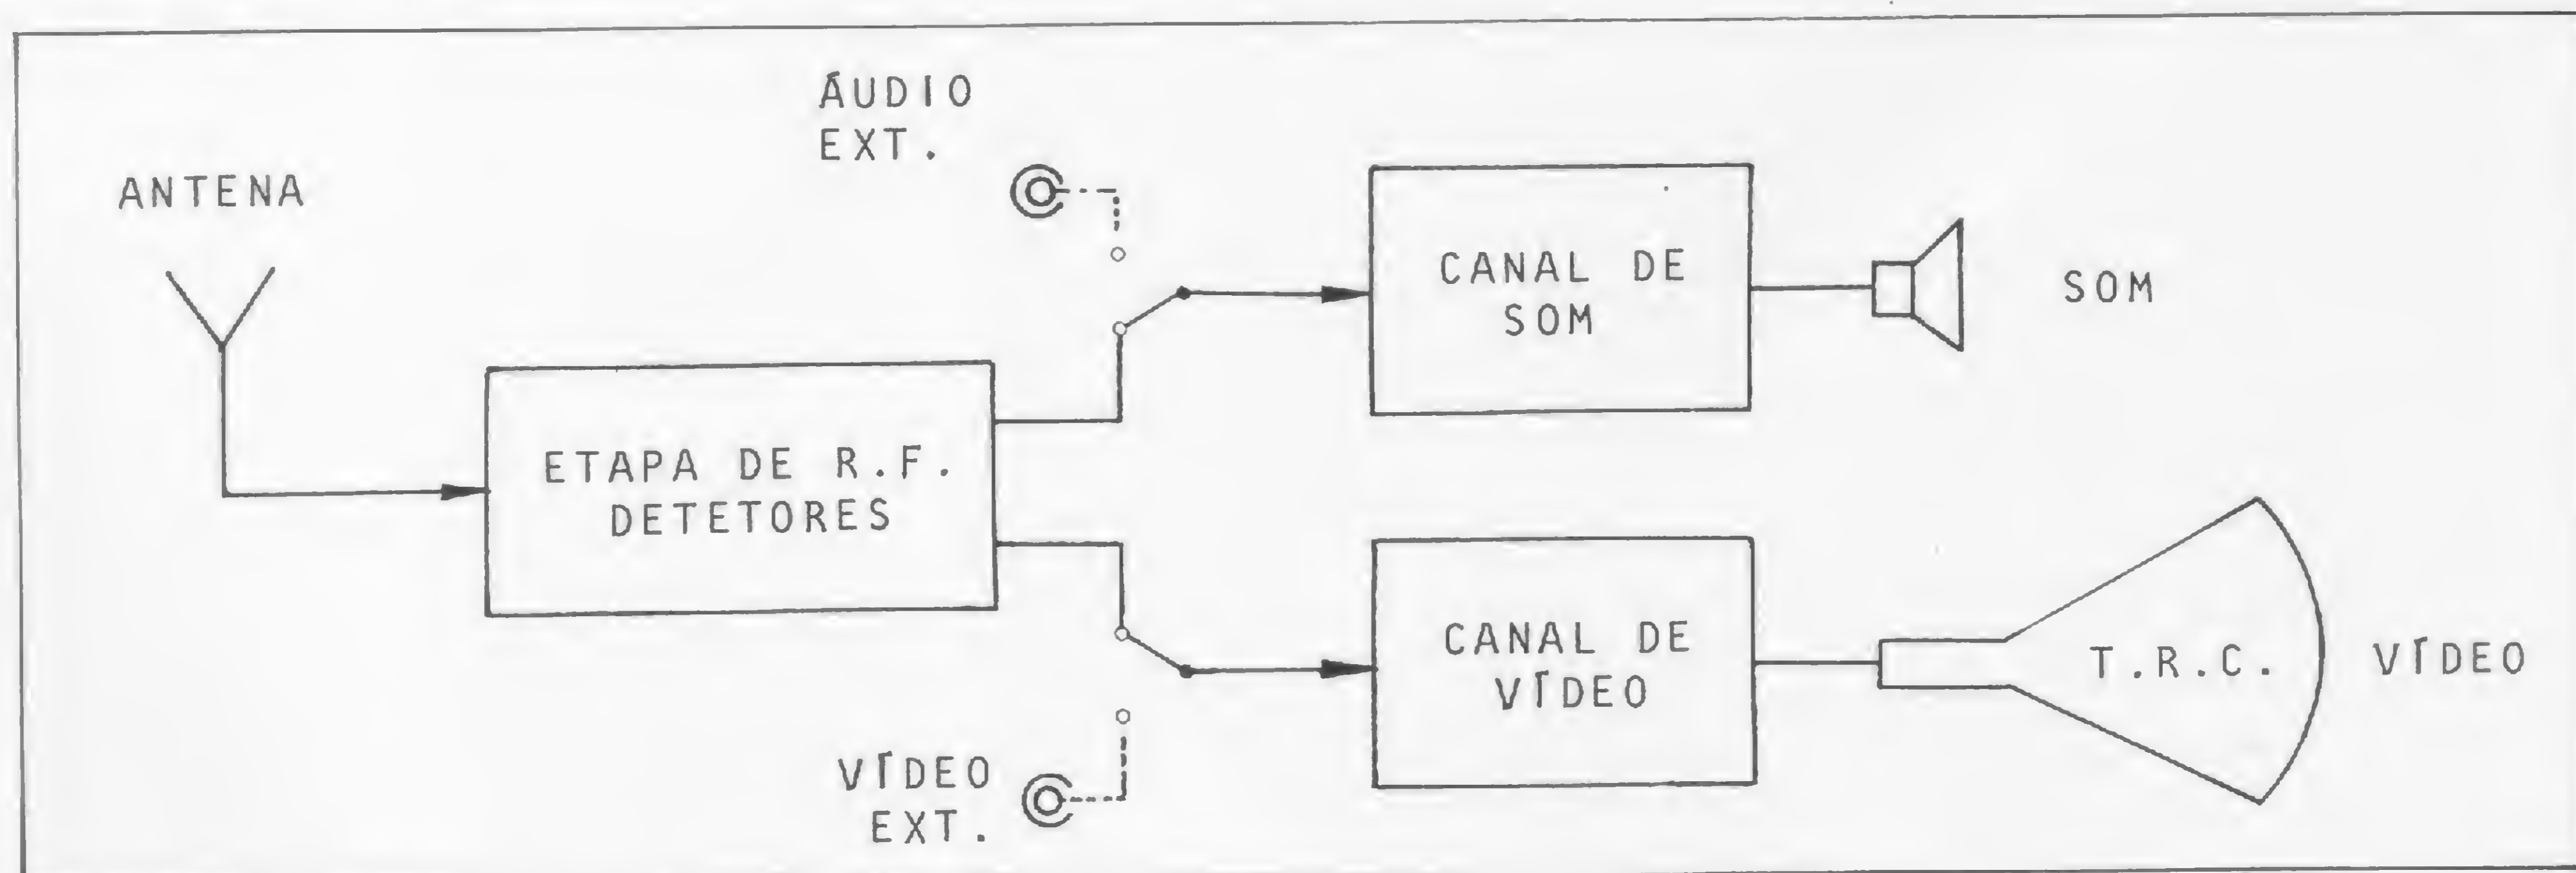 ÁUDIO
EXT.
ANTENA
CANAL DE
SOM
SOM
ETAPA DE R.F.
DETETORES
CANAL DE
VÍDEO
T.R.C.
VÍDEO
VÍDEO
EXT.